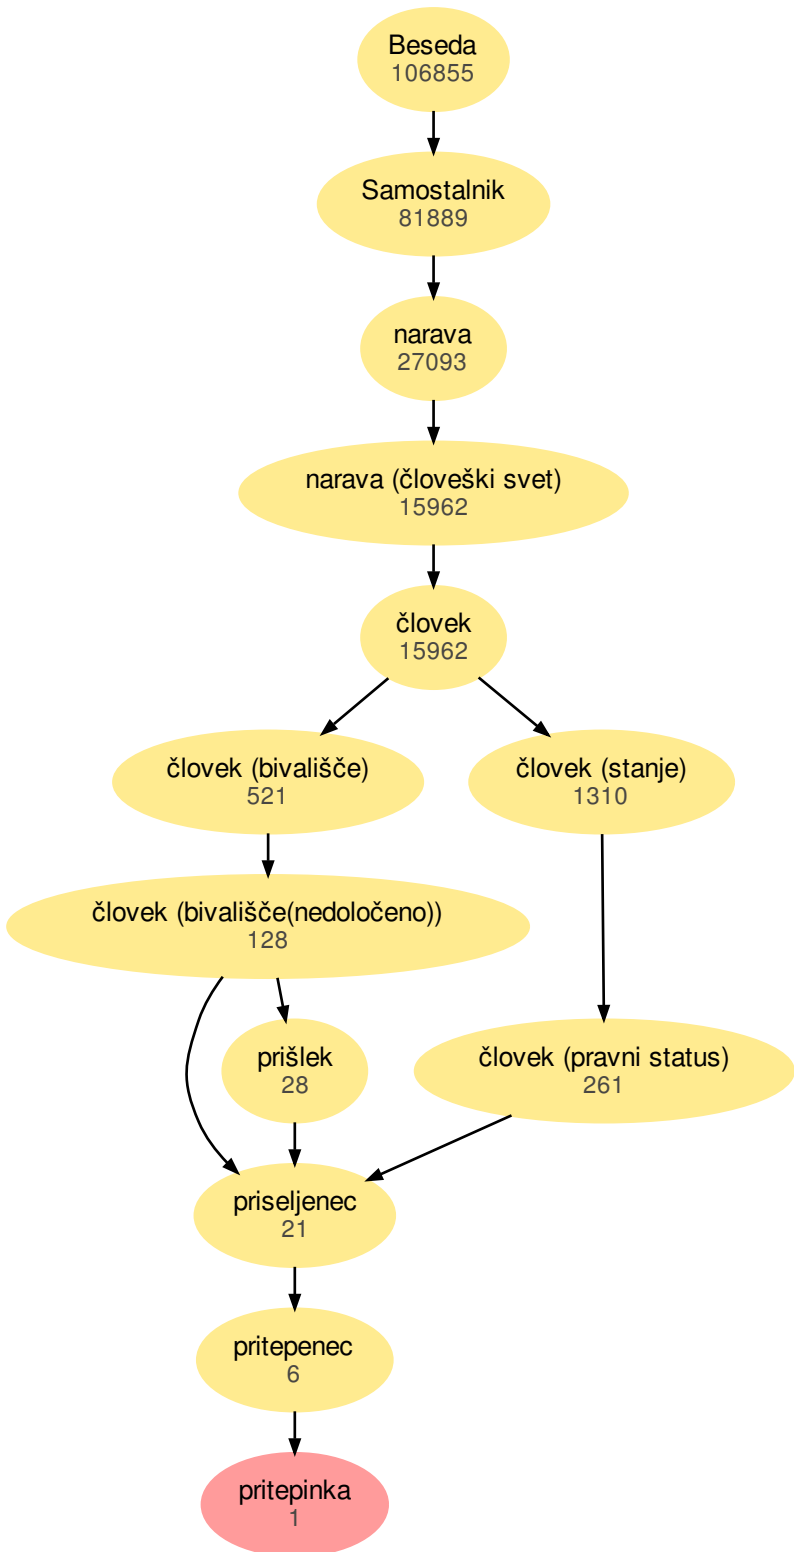 Beseda
106855
Samostalnik
81889
narava
27093
narava (človeški svet)
15962
človek
15962
človek (bivališče)
521
človek (stanje)
1310
človek (bivališče(nedoločeno))
128
prišlek
28
človek (pravni status)
261
priseljenec
21
pritepenec
6
pritepinka
1